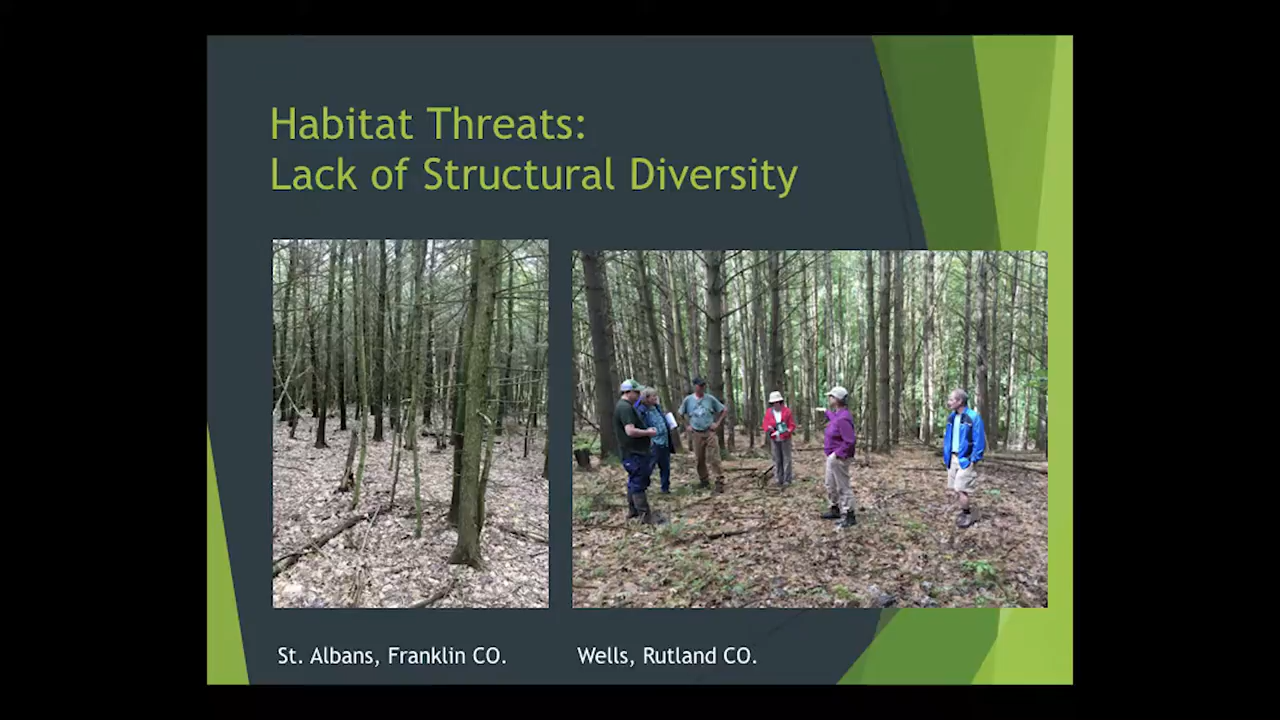 Habitat Threats:
Lack of Structural Diversity
St. Albans, Franklin CO.
Wells, Rutland CO.